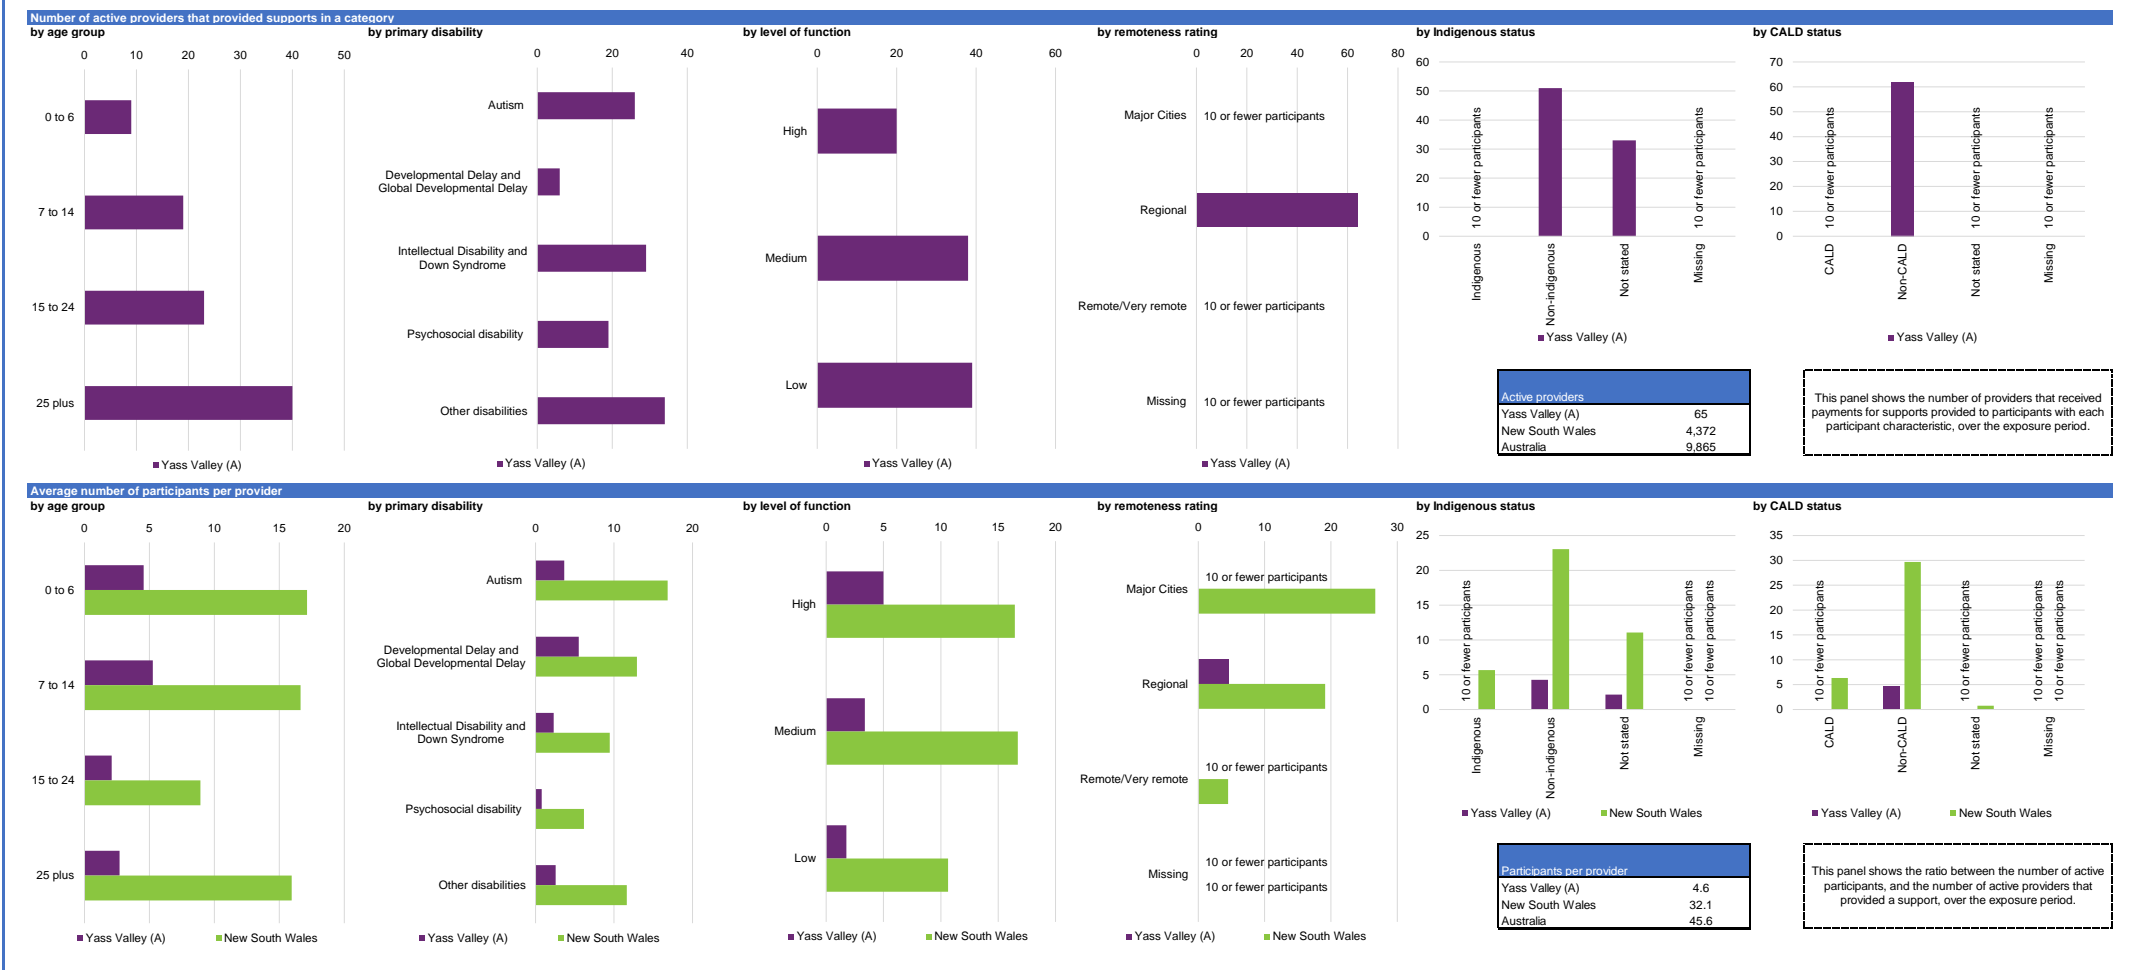 Number of active providers that provided supports in a category
by age group
0 10 20 30 40 50
0 to 6
7 to 14
15 to 24
25 plus
Yass Valley (A)
by primary disability
0 20 40
Autism
Developmental Delay and
Global Developmental Delay
Intellectual Disability and
Down Syndrome
Psychosocial disability
Other disabilities
Yass Valley (A)
by level of function
0 20 40 60
High
Medium
Low
Yass Valley (A)
by remoteness rating
0 20 40 60 80
Major Cities 10 or fewer participants
Regional
Remote/Very remote 10 or fewer participants
Missing 10 or fewer participants
Yass Valley (A)
by Indigenous status
60
50
40
30
20
10
0
10 or fewer participants
10 or fewer participants
Indigenous
Non-indigenous
Not stated
Missing
Yass Valley (A)
by CALD status
70
60
50
40
30
20
10
0
10 or fewer participants
10 or fewer participants
10 or fewer participants
CALD
Non-CALD
Not stated
Missing
Yass Valley (A)
Active providers
Yass Valley (A) 65
New South Wales 4,372
Australia 9,865
This panel shows the number of providers that received
payments for supports provided to participants with each
participant characteristic, over the exposure period.
Average number of participants per provider
by age group
0 5 10 15 20
0 to 6
7 to 14
15 to 24
25 plus
Yass Valley (A) New South Wales
by primary disability
0 10 20
Autism
Developmental Delay and
Global Developmental Delay
Intellectual Disability and
Down Syndrome
Psychosocial disability
Other disabilities
Yass Valley (A) New South Wales
by level of function
0 5 10 15 20
High
Medium
Low
Yass Valley (A) New South Wales
by remoteness rating
0 10 20 30
10 or fewer participants
Major Cities
Regional
10 or fewer participants
Remote/Very remote
10 or fewer participants
Missing
10 or fewer participants
Yass Valley (A) New South Wales
by Indigenous status
25
20
15
10
5
0
10 or fewer participants
10 or fewer participants
10 or fewer participants
Indigenous
Non-indigenous
Not stated
Missing
Yass Valley (A) New South Wales
by CALD status
35
30
25
20
15
10
5
0
10 or fewer participants
10 or fewer participants
10 or fewer participants
10 or fewer participants
CALD
Non-CALD
Not stated
Missing
Yass Valley (A) New South Wales
Participants per provider
Yass Valley (A) 4.6
New South Wales 32.1
Australia 45.6
This panel shows the ratio between the number of active
participants, and the number of active providers that
provided a support, over the exposure period.